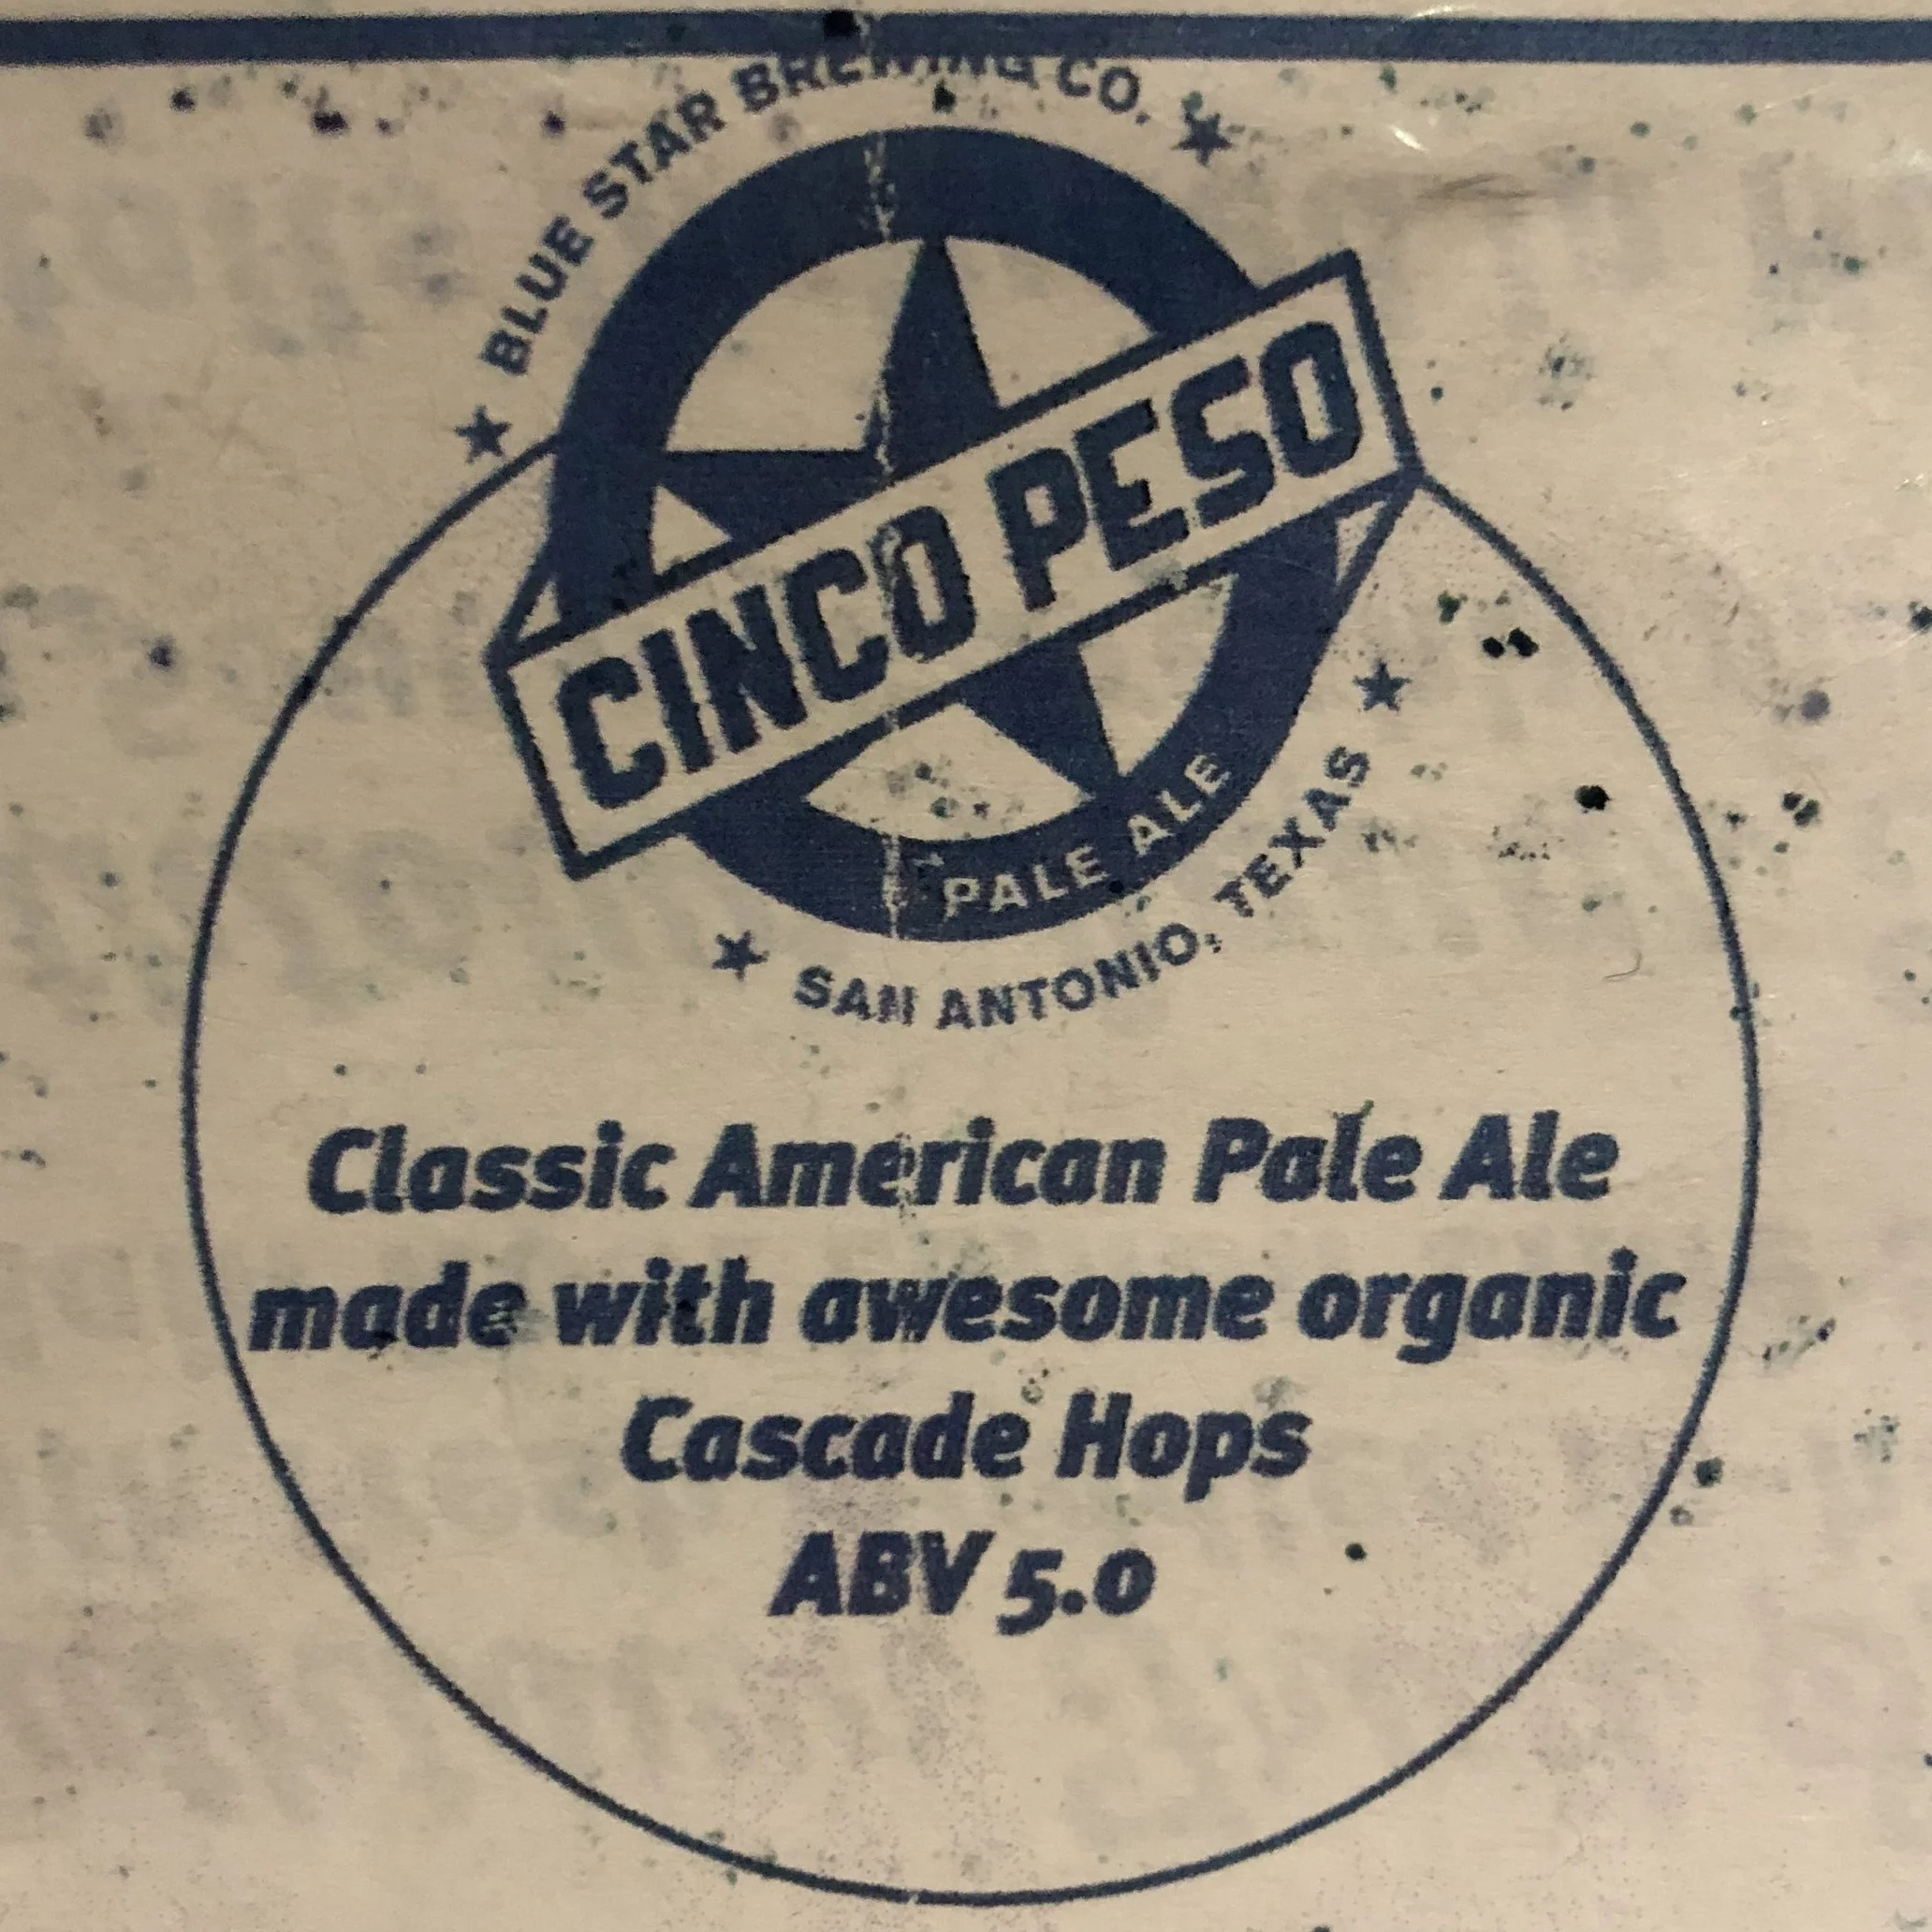 BLUE STAR BREWING CO.
CINCO PESO
PALE ALE
SAN ANTONIO, TEXAS
Classic American Pale Ale
made with awesome organic
Cascade Hops
ABV 5.0